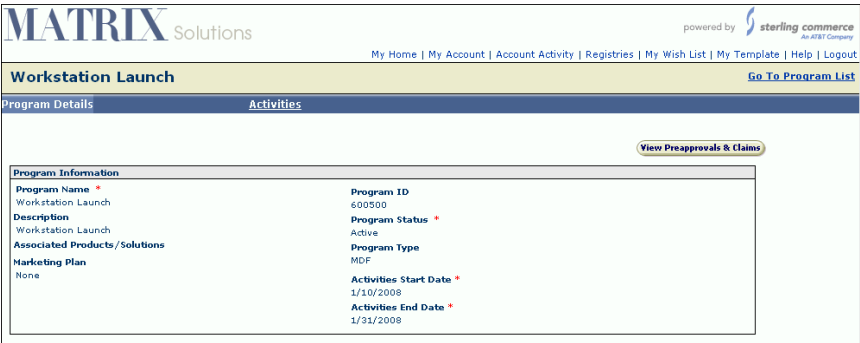 MATRIX Solutions
powered by sterling commerce
An AT&T Company
My Home | My Account | Account Activity | Registries | My Wish List | My Template | Help | Logout
Workstation Launch
Go To Program List
Program Details
Activities
View Preapprovals & Claims
Program Information
Program Name *
Workstation Launch
Description
Workstation Launch
Associated Products/Solutions
Marketing Plan
None
Program ID
600500
Program Status *
Active
Program Type
MDF
Activities Start Date *
1/10/2008
Activities End Date *
1/31/2008